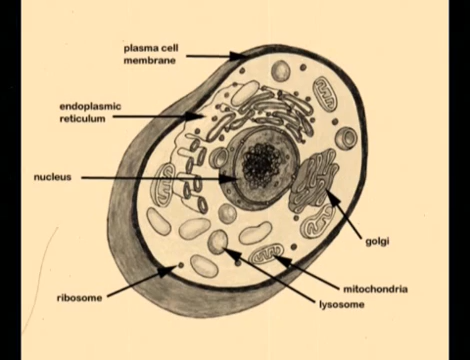 plasma cell
membrane
endoplasmic
reticulum
nucleus
golgi
mitochondria
ribosome
lysosome